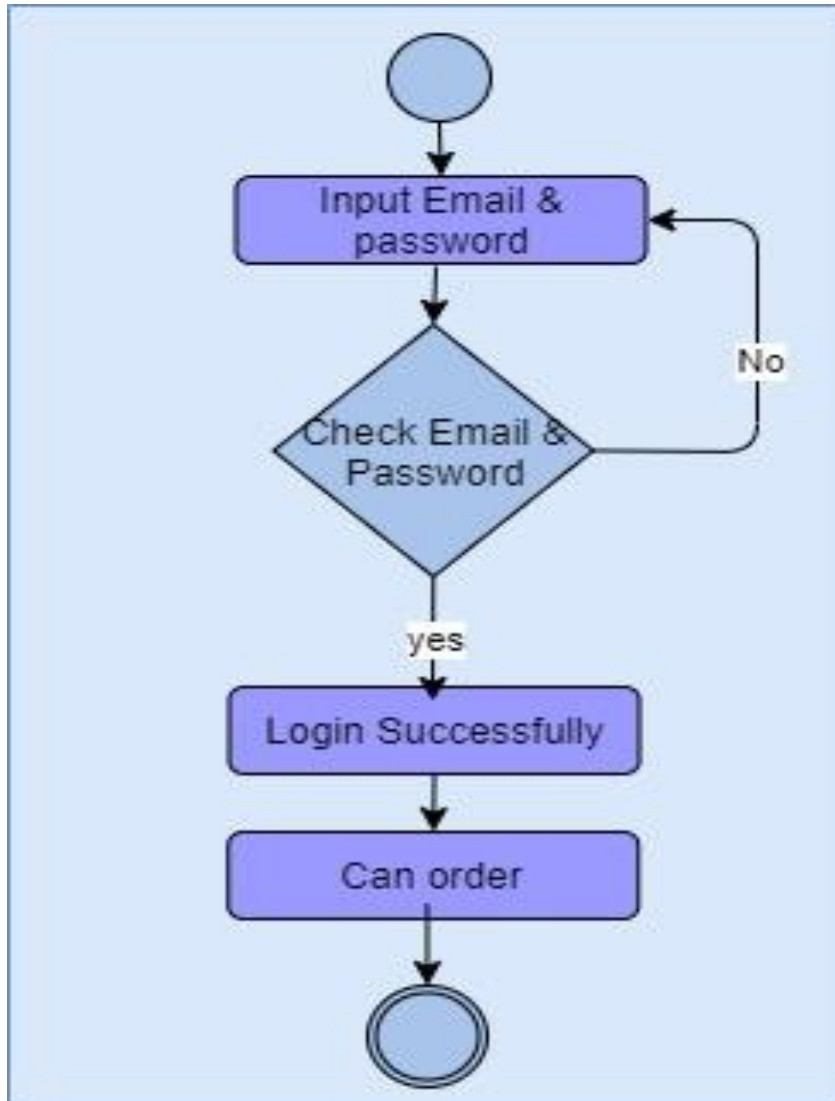 Input Email &
password
No
Check Email &
Password
yes
Login Successfully
Can order